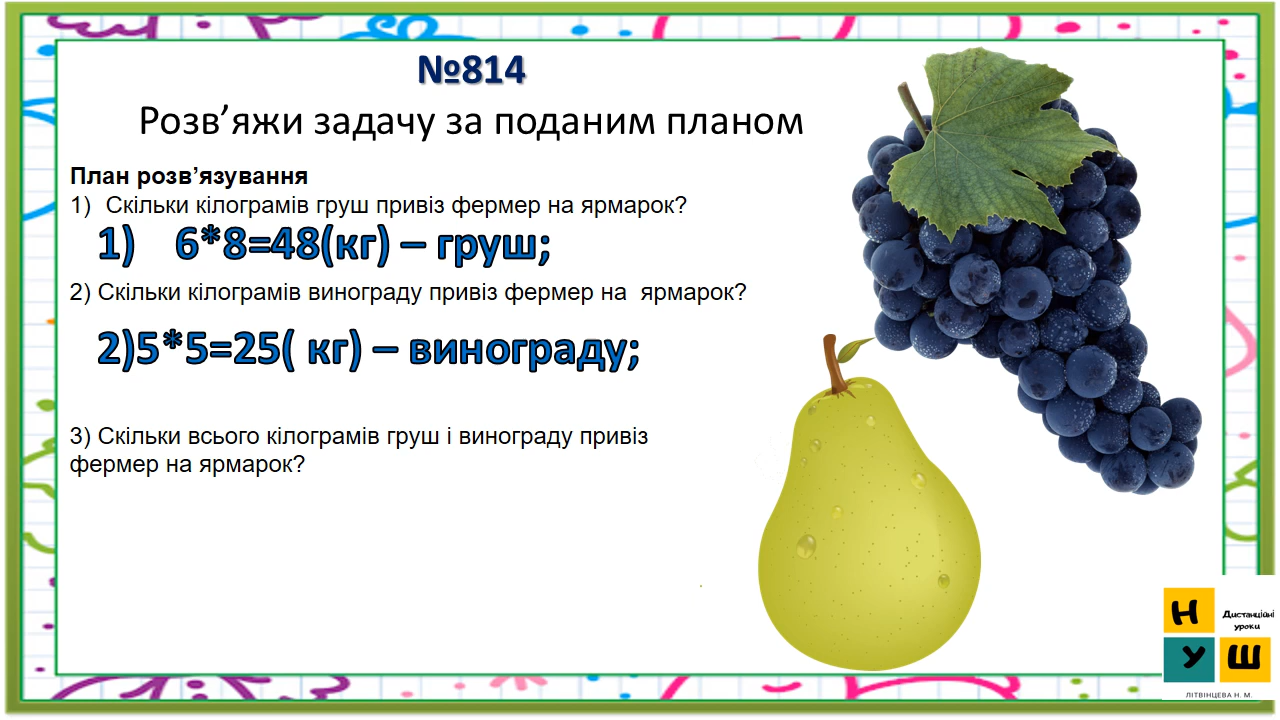 №814
Розв’яжи задачу за поданим планом
План розв’язування
1) Скільки кілограмів груш привіз фермер на ярмарок?
1) 6*8=48(кг) – груш;
2) Скільки кілограмів винограду привіз фермер на ярмарок?
2)5*5=25( кг) – винограду;
3) Скільки всього кілограмів груш і винограду привіз
фермер на ярмарок?
Н
Дистанційні
уроки
У Ш
ЛІТВІНЦЕВА Н. М.